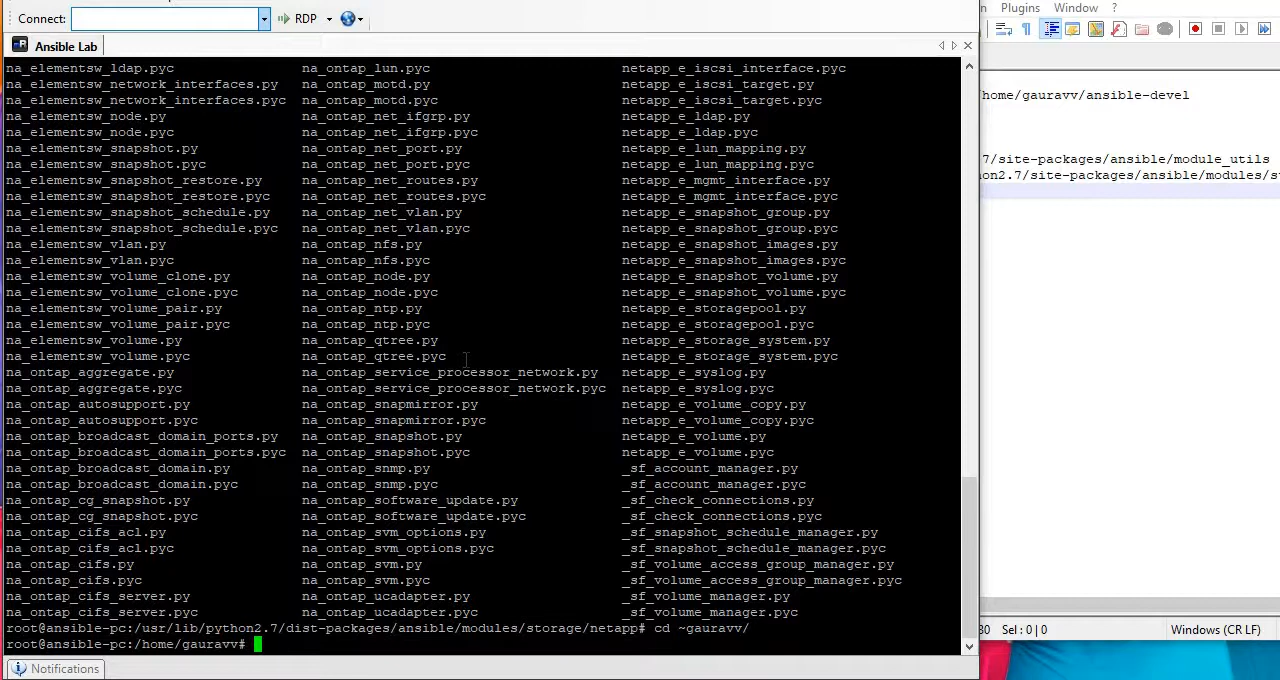 Connect:
RDP
Ansible Lab
na_elementsw_ldap.pyc na_ontap_lun.pyc netapp_e_iscsi_interface.pyc
na_elementsw_network_interfaces.py na_ontap_motd.py netapp_e_iscsi_target.py
na_elementsw_network_interfaces.pyc na_ontap_motd.pyc netapp_e_iscsi_target.pyc
na_elementsw_node.py na_ontap_net_ifgrp.py netapp_e_ldap.py
na_elementsw_node.pyc na_ontap_net_ifgrp.pyc netapp_e_ldap.pyc
na_elementsw_snapshot.py na_ontap_net_port.py netapp_e_lun_mapping.py
na_elementsw_snapshot.pyc na_ontap_net_port.pyc netapp_e_lun_mapping.pyc
na_elementsw_snapshot_restore.py na_ontap_net_routes.py netapp_e_mgmt_interface.py
na_elementsw_snapshot_restore.pyc na_ontap_net_routes.pyc netapp_e_mgmt_interface.pyc
na_elementsw_snapshot_schedule.py na_ontap_net_vlan.py netapp_e_snapshot_group.py
na_elementsw_snapshot_schedule.pyc na_ontap_net_vlan.pyc netapp_e_snapshot_group.pyc
na_elementsw_vlan.py na_ontap_nfs.py netapp_e_snapshot_images.py
na_elementsw_vlan.pyc na_ontap_nfs.pyc netapp_e_snapshot_images.pyc
na_elementsw_volume_clone.py na_ontap_node.py netapp_e_snapshot_volume.py
na_elementsw_volume_clone.pyc na_ontap_node.pyc netapp_e_snapshot_volume.pyc
na_elementsw_volume_pair.py na_ontap_ntp.py netapp_e_storagepool.py
na_elementsw_volume_pair.pyc na_ontap_ntp.pyc netapp_e_storagepool.pyc
na_elementsw_volume.py na_ontap_qtree.py netapp_e_storage_system.py
na_elementsw_volume.pyc na_ontap_qtree.pyc netapp_e_storage_system.pyc
na_ontap_aggregate.py na_ontap_service_processor_network.py netapp_e_syslog.py
na_ontap_aggregate.pyc na_ontap_service_processor_network.pyc netapp_e_syslog.pyc
na_ontap_autosupport.py na_ontap_snapmirror.py netapp_e_volume_copy.py
na_ontap_autosupport.pyc na_ontap_snapmirror.pyc netapp_e_volume_copy.pyc
na_ontap_broadcast_domain_ports.py na_ontap_snapshot.py netapp_e_volume.py
na_ontap_broadcast_domain_ports.pyc na_ontap_snapshot.pyc netapp_e_volume.pyc
na_ontap_broadcast_domain.py na_ontap_snmp.py _sf_account_manager.py
na_ontap_broadcast_domain.pyc na_ontap_snmp.pyc _sf_account_manager.pyc
na_ontap_cg_snapshot.py na_ontap_software_update.py _sf_check_connections.py
na_ontap_cg_snapshot.pyc na_ontap_software_update.pyc _sf_check_connections.pyc
na_ontap_cifs_acl.py na_ontap_svm_options.py _sf_snapshot_schedule_manager.py
na_ontap_cifs_acl.pyc na_ontap_svm_options.pyc _sf_snapshot_schedule_manager.pyc
na_ontap_cifs.py na_ontap_svm.py _sf_volume_access_group_manager.py
na_ontap_cifs.pyc na_ontap_svm.pyc _sf_volume_access_group_manager.pyc
na_ontap_cifs_server.py na_ontap_ucadapter.py _sf_volume_manager.py
na_ontap_cifs_server.pyc na_ontap_ucadapter.pyc _sf_volume_manager.pyc
root@ansible-pc:/usr/lib/python2.7/dist-packages/ansible/modules/storage/netapp# cd ~gauravv/
root@ansible-pc:/home/gauravv#
Notifications
n Plugins Window ?
/home/gauravv/ansible-devel
7/site-packages/ansible/module_utils
on2.7/site-packages/ansible/modules/st
80 Sel : 0 | 0 Windows (CR LF)